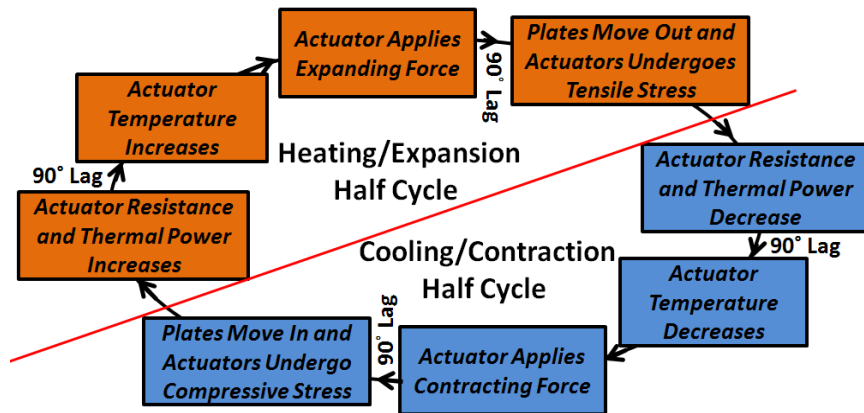 Actuator Applies
Expanding Force
90° Lag
Plates Move Out and
Actuators Undergoes
Tensile Stress
Actuator
Temperature
Increases
Heating/Expansion
Half Cycle
Actuator Resistance
and Thermal Power
Decrease
90° Lag
90° Lag
Actuator Resistance
and Thermal Power
Increases
Cooling/Contraction
Half Cycle
Actuator
Temperature
Decreases
Plates Move In and
Actuators Undergo
Compressive Stress
90° Lag
Actuator Applies
Contracting Force